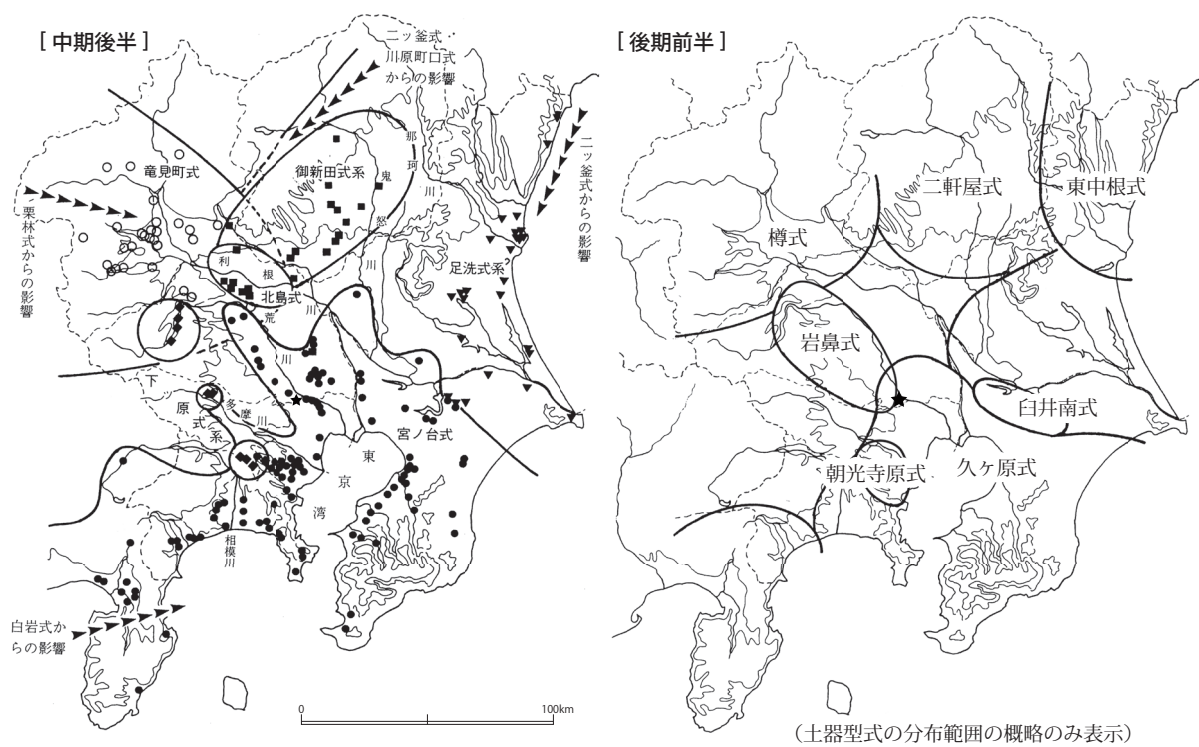 [ 中期後半 ]
二ッ釜式・
川原町口式
からの影響
竜見町式
御新田式系
那珂川
鬼怒川
二ッ釜式からの影響
栗林式からの影響
足洗式系
利根川
北島式
荒川
下原式系
多摩川
宮ノ台式
東京湾
相模川
白岩式か
らの影響
0
100km
[ 後期前半 ]
二軒屋式
東中根式
樽式
岩鼻式
臼井南式
朝光寺原式
久ヶ原式
（土器型式の分布範囲の概略のみ表示）